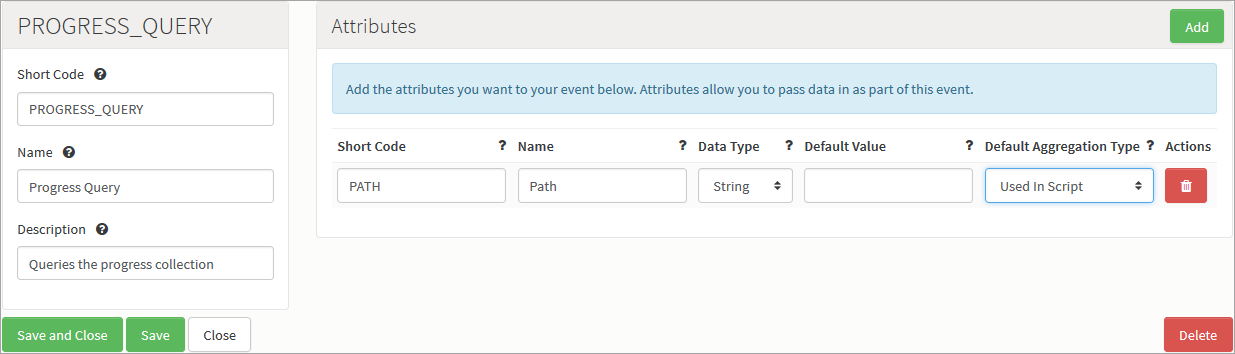 PROGRESS_QUERY
Short Code
PROGRESS_QUERY
Name
Progress Query
Description
Queries the progress collection
Attributes
Add
Add the attributes you want to your event below. Attributes allow you to pass data in as part of this event.
Short Code ? Name ? Data Type ? Default Value ? Default Aggregation Type ? Actions
PATH Path String Used In Script
Save and Close Save Close Delete